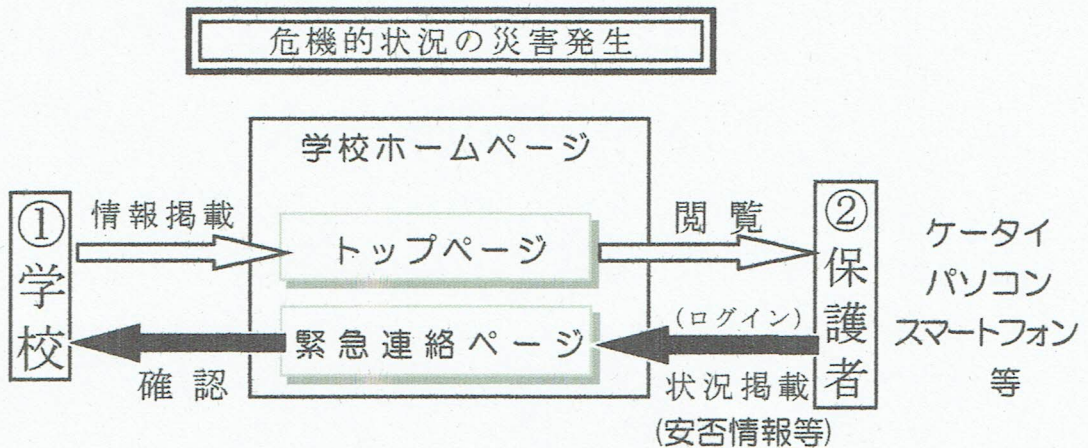 危機的状況の災害発生
学校ホームページ
①学校
情報掲載
トップページ
閲覧
②保護者
ケータイ
パソコン
スマートフォン
等
確認
緊急連絡ページ
(ログイン)
状況掲載
(安否情報等)